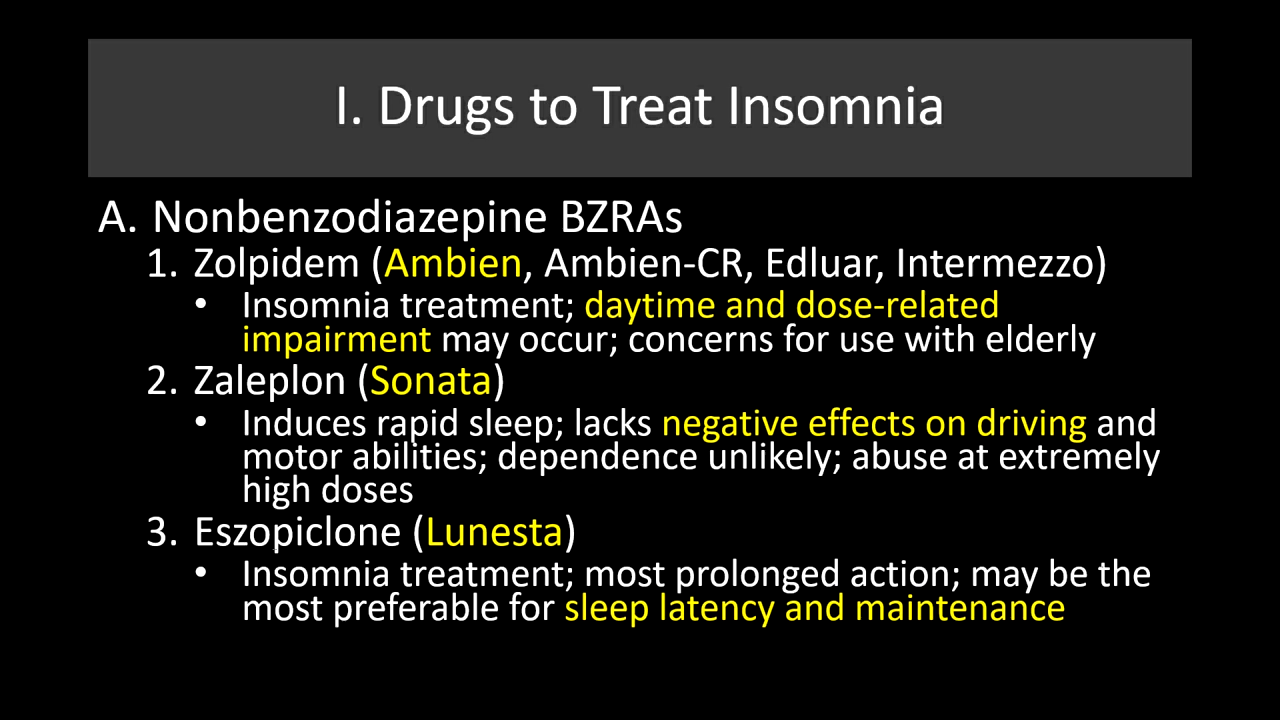 I. Drugs to Treat Insomnia
A. Nonbenzodiazepine BZRAs
1. Zolpidem (Ambien, Ambien-CR, Edluar, Intermezzo)
• Insomnia treatment; daytime and dose-related
impairment may occur; concerns for use with elderly
2. Zaleplon (Sonata)
• Induces rapid sleep; lacks negative effects on driving and
motor abilities; dependence unlikely; abuse at extremely
high doses
3. Eszopiclone (Lunesta)
• Insomnia treatment; most prolonged action; may be the
most preferable for sleep latency and maintenance